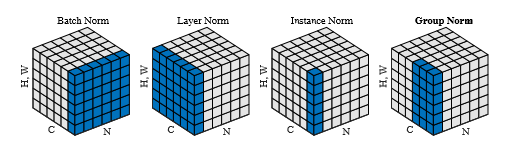 Batch Norm
Layer Norm
Instance Norm
Group Norm
H, W
C
N
H, W
C
N
H, W
C
N
H, W
C
N